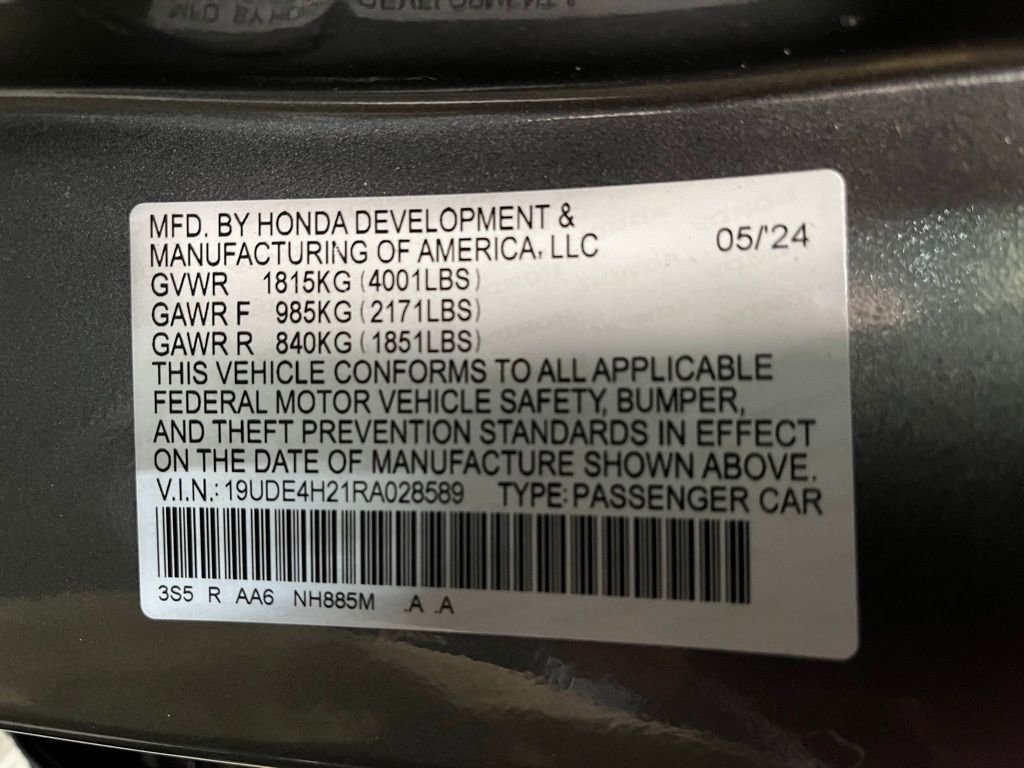 MFD. BY HONDA DEVELOPMENT &
MANUFACTURING OF AMERICA, LLC 05/'24
GVWR 1815KG (4001LBS)
GAWR F 985KG (2171LBS)
GAWR R 840KG (1851LBS)
THIS VEHICLE CONFORMS TO ALL APPLICABLE
FEDERAL MOTOR VEHICLE SAFETY, BUMPER,
AND THEFT PREVENTION STANDARDS IN EFFECT
ON THE DATE OF MANUFACTURE SHOWN ABOVE.
V.I.N.: 19UDE4H21RA028589 TYPE: PASSENGER CAR
3S5 R AA6 NH885M .A .A